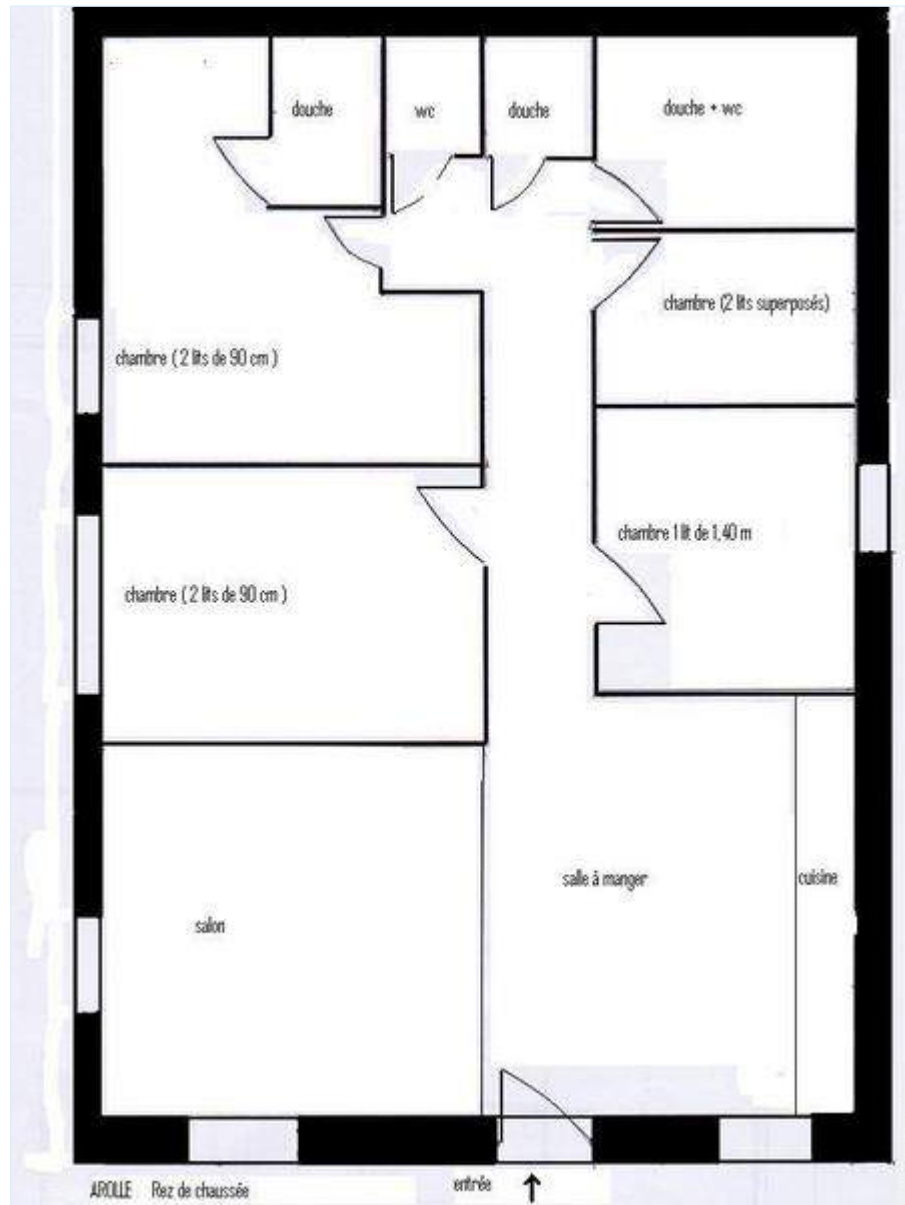 douche
wc
douche
douche + wc
chambre (2 lits superposés)
chambre ( 2 lits de 90 cm )
chambre 1 lit de 1,40 m
chambre ( 2 lits de 90 cm )
salle à manger
cuisine
salon
AROLLE Rez de chaussée
entrée